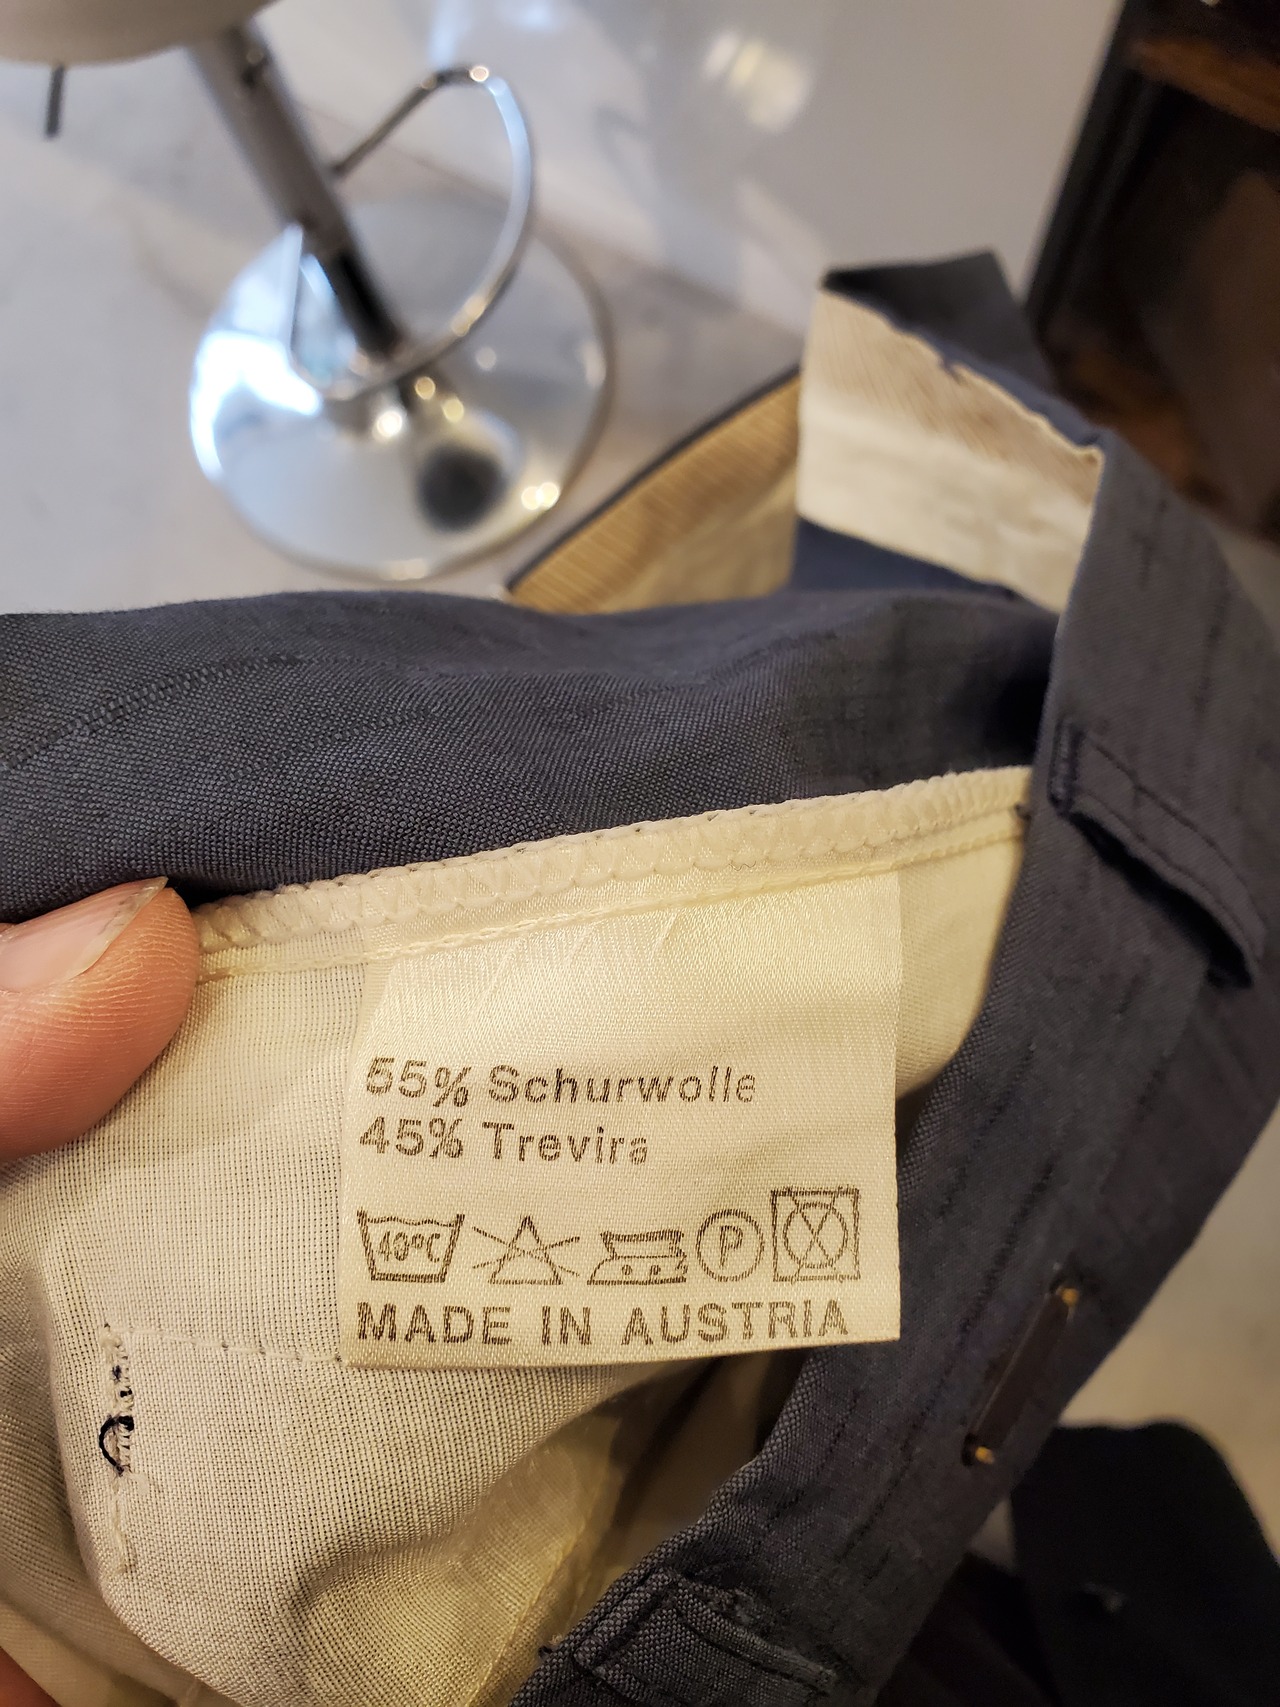 55% Schurwolle
45% Trevira
40°C P
MADE IN AUSTRIA